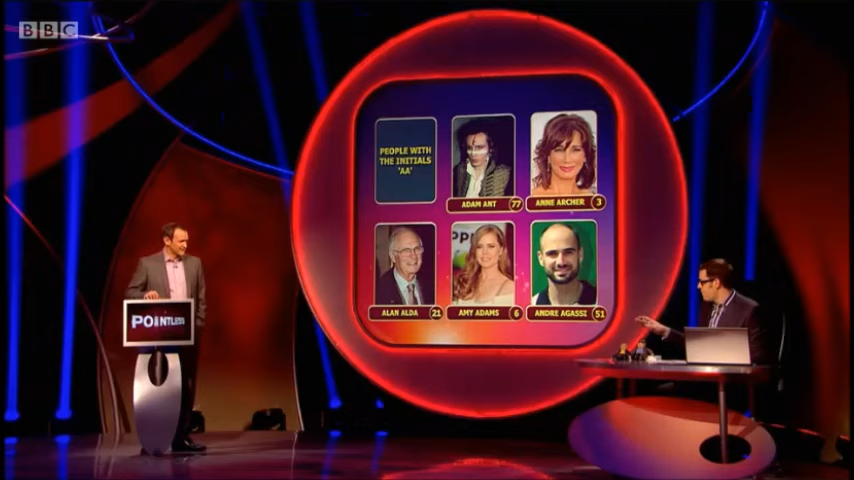 BBC
PEOPLE WITH
THE INITIALS
'AA'
ADAM ANT 77
ANNE ARCHER 3
ALAN ALDA 21
AMY ADAMS 6
ANDRE AGASSI 51
POINTLESS